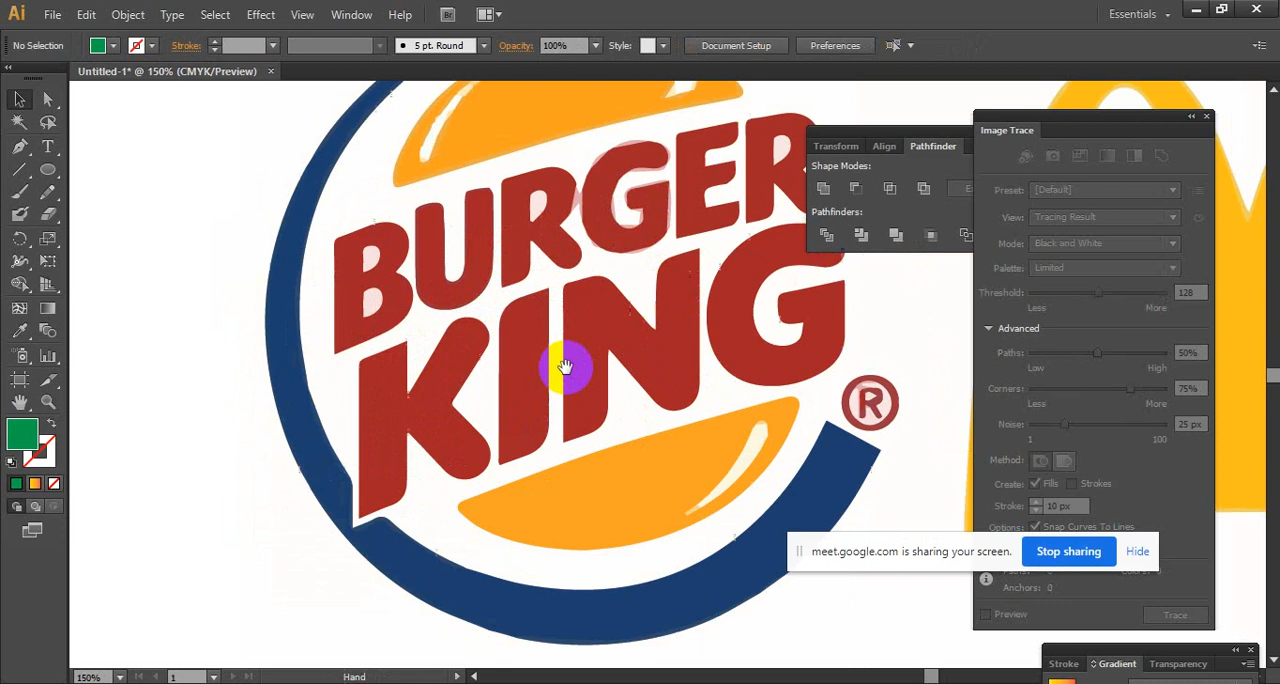 Ai File Edit Object Type Select Effect View Window Help Br Essentials
No Selection Stroke: 5 pt. Round Opacity: 100% Style: Document Setup Preferences
Untitled-1* @ 150% (CMYK/Preview) ×
BURGER
KING
®
Transform Align Pathfinder
Shape Modes:
Pathfinders:
Image Trace
Preset: [Default]
View: Tracing Result
Mode: Black and White
Palette: Limited
Threshold: 128
Less More
Advanced
Paths: 50%
Low High
Corners: 75%
Less More
Noise: 25 px
1 100
Method:
Create: Fills Strokes
Stroke: 10 px
Options: Snap Curves To Lines
meet.google.com is sharing your screen. Stop sharing Hide
Anchors: 0
Preview Trace
Stroke Gradient Transparency
150% 1 Hand